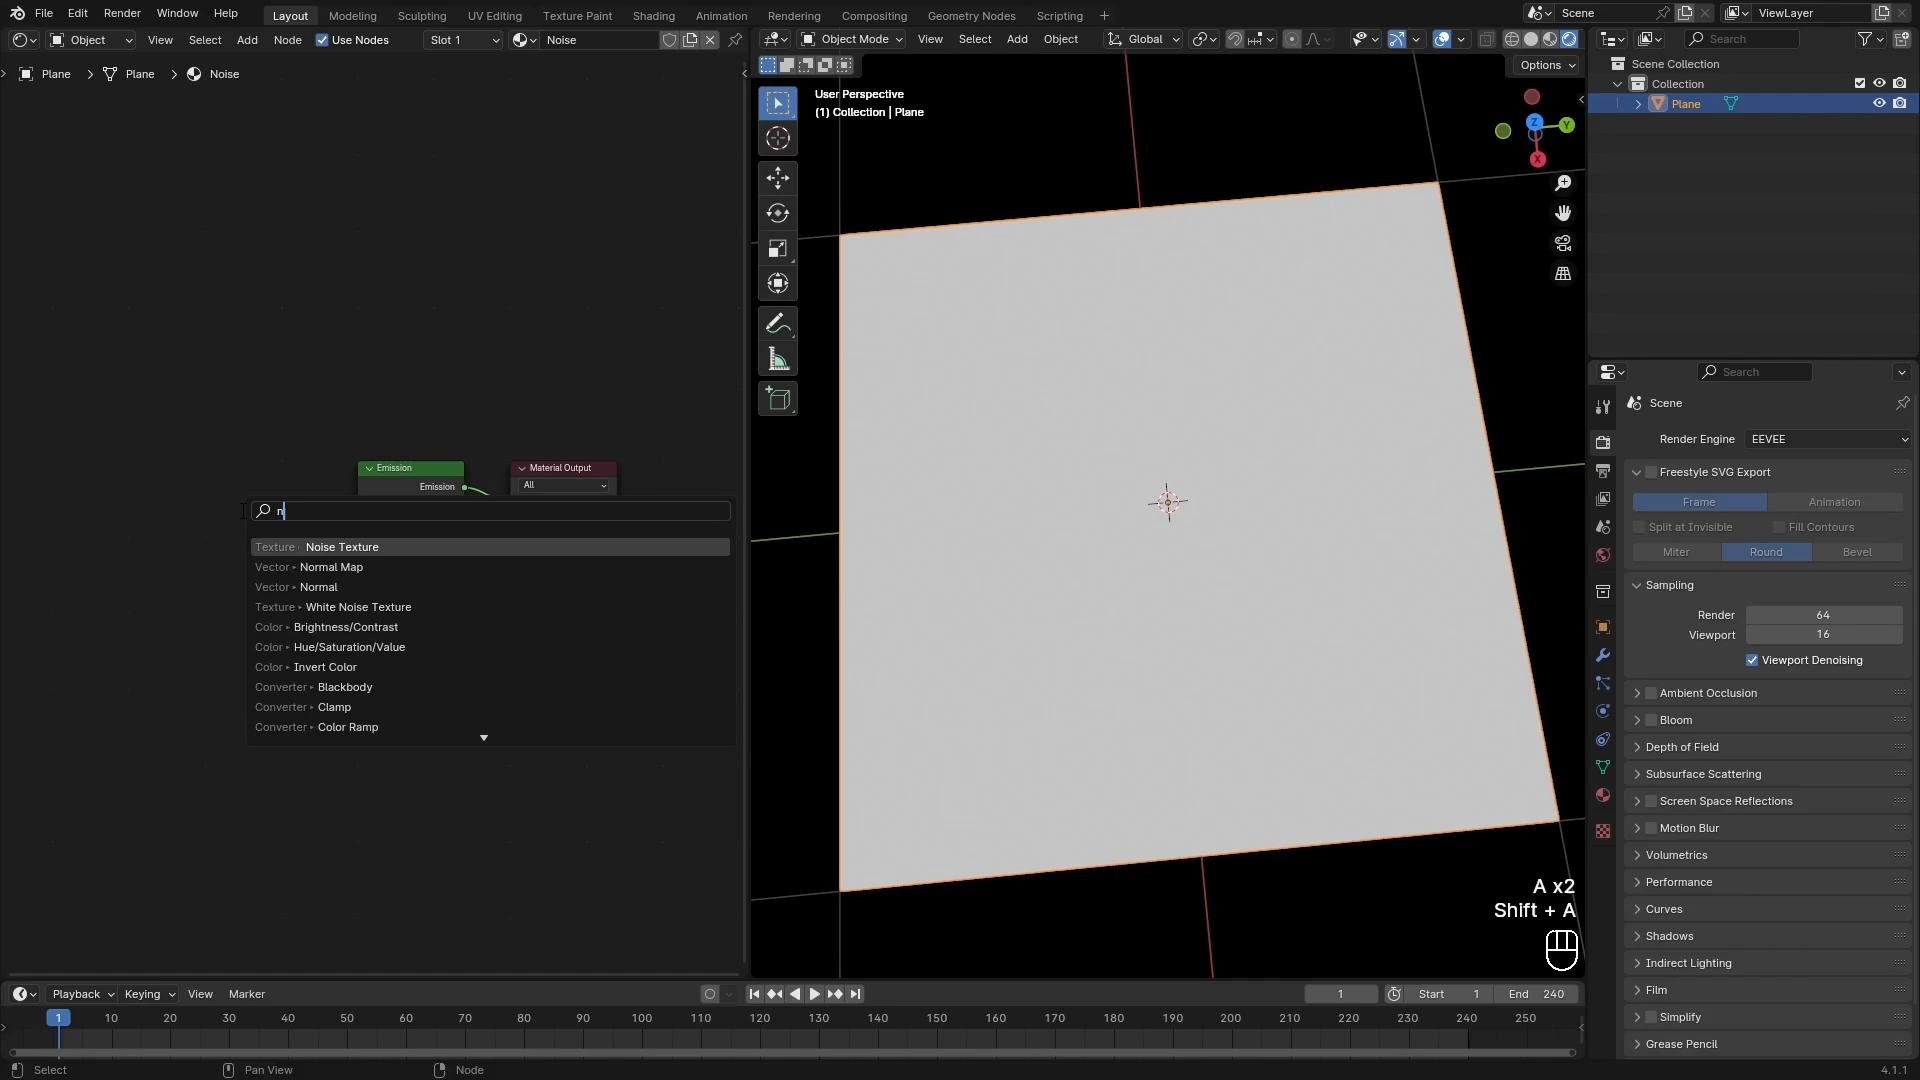 File Edit Render Window Help Layout Modeling Sculpting UV Editing Texture Paint Shading Animation Rendering Compositing Geometry Nodes Scripting + Scene ViewLayer
Object View Select Add Node Use Nodes Slot 1 Noise Object Mode View Select Add Object Global Search
Options
Plane > Plane > Noise
User Perspective
(1) Collection | Plane
Z Y X
Scene Collection
Collection
Plane
Search
Scene
Render Engine EEVEE
Freestyle SVG Export
Frame Animation
Split at Invisible Fill Contours
Miter Round Bevel
Sampling
Render 64
Viewport 16
Viewport Denoising
Ambient Occlusion
Bloom
Depth of Field
Subsurface Scattering
Screen Space Reflections
Motion Blur
Volumetrics
Performance
Curves
Shadows
Indirect Lighting
Film
Simplify
Grease Pencil
Emission Material Output
Emission All
n
Texture Noise Texture
Vector Normal Map
Vector Normal
Texture White Noise Texture
Color Brightness/Contrast
Color Hue/Saturation/Value
Color Invert Color
Converter Blackbody
Converter Clamp
Converter Color Ramp
A x2
Shift + A
Playback Keying View Marker 1 Start 1 End 240
1 10 20 30 40 50 60 70 80 90 100 110 120 130 140 150 160 170 180 190 200 210 220 230 240 250
Select Pan View Node 4.1.1